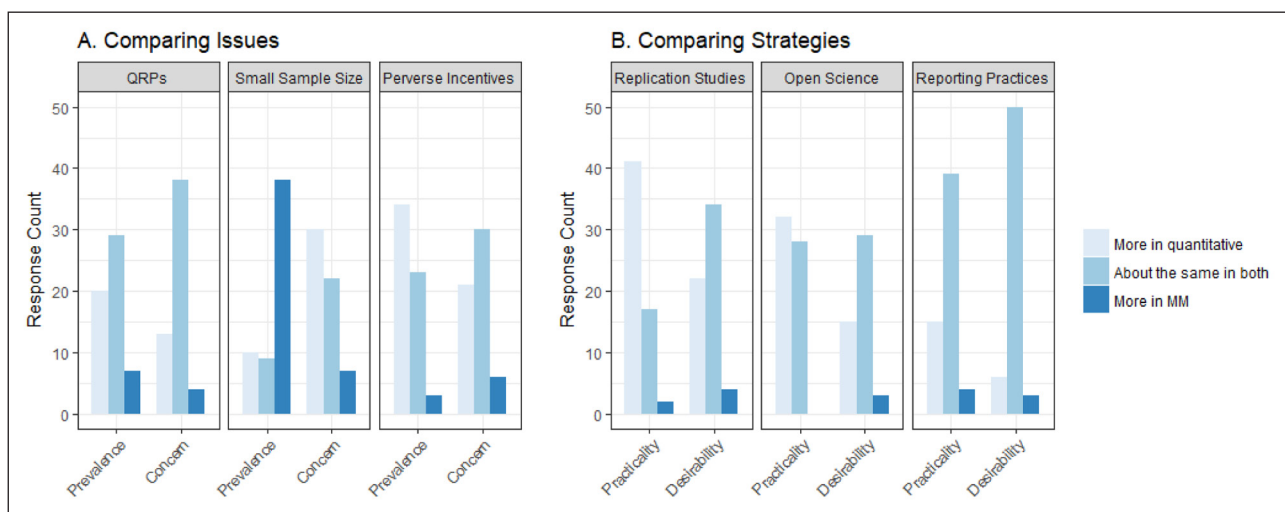 A. Comparing Issues
QRPs
Small Sample Size
Perverse Incentives
Response Count
50
40
30
20
10
0
Prevalence
Concern
Prevalence
Concern
Prevalence
Concern
B. Comparing Strategies
Replication Studies
Open Science
Reporting Practices
Response Count
50
40
30
20
10
0
Practicality
Desirability
Practicality
Desirability
Practicality
Desirability
More in quantitative
About the same in both
More in MM